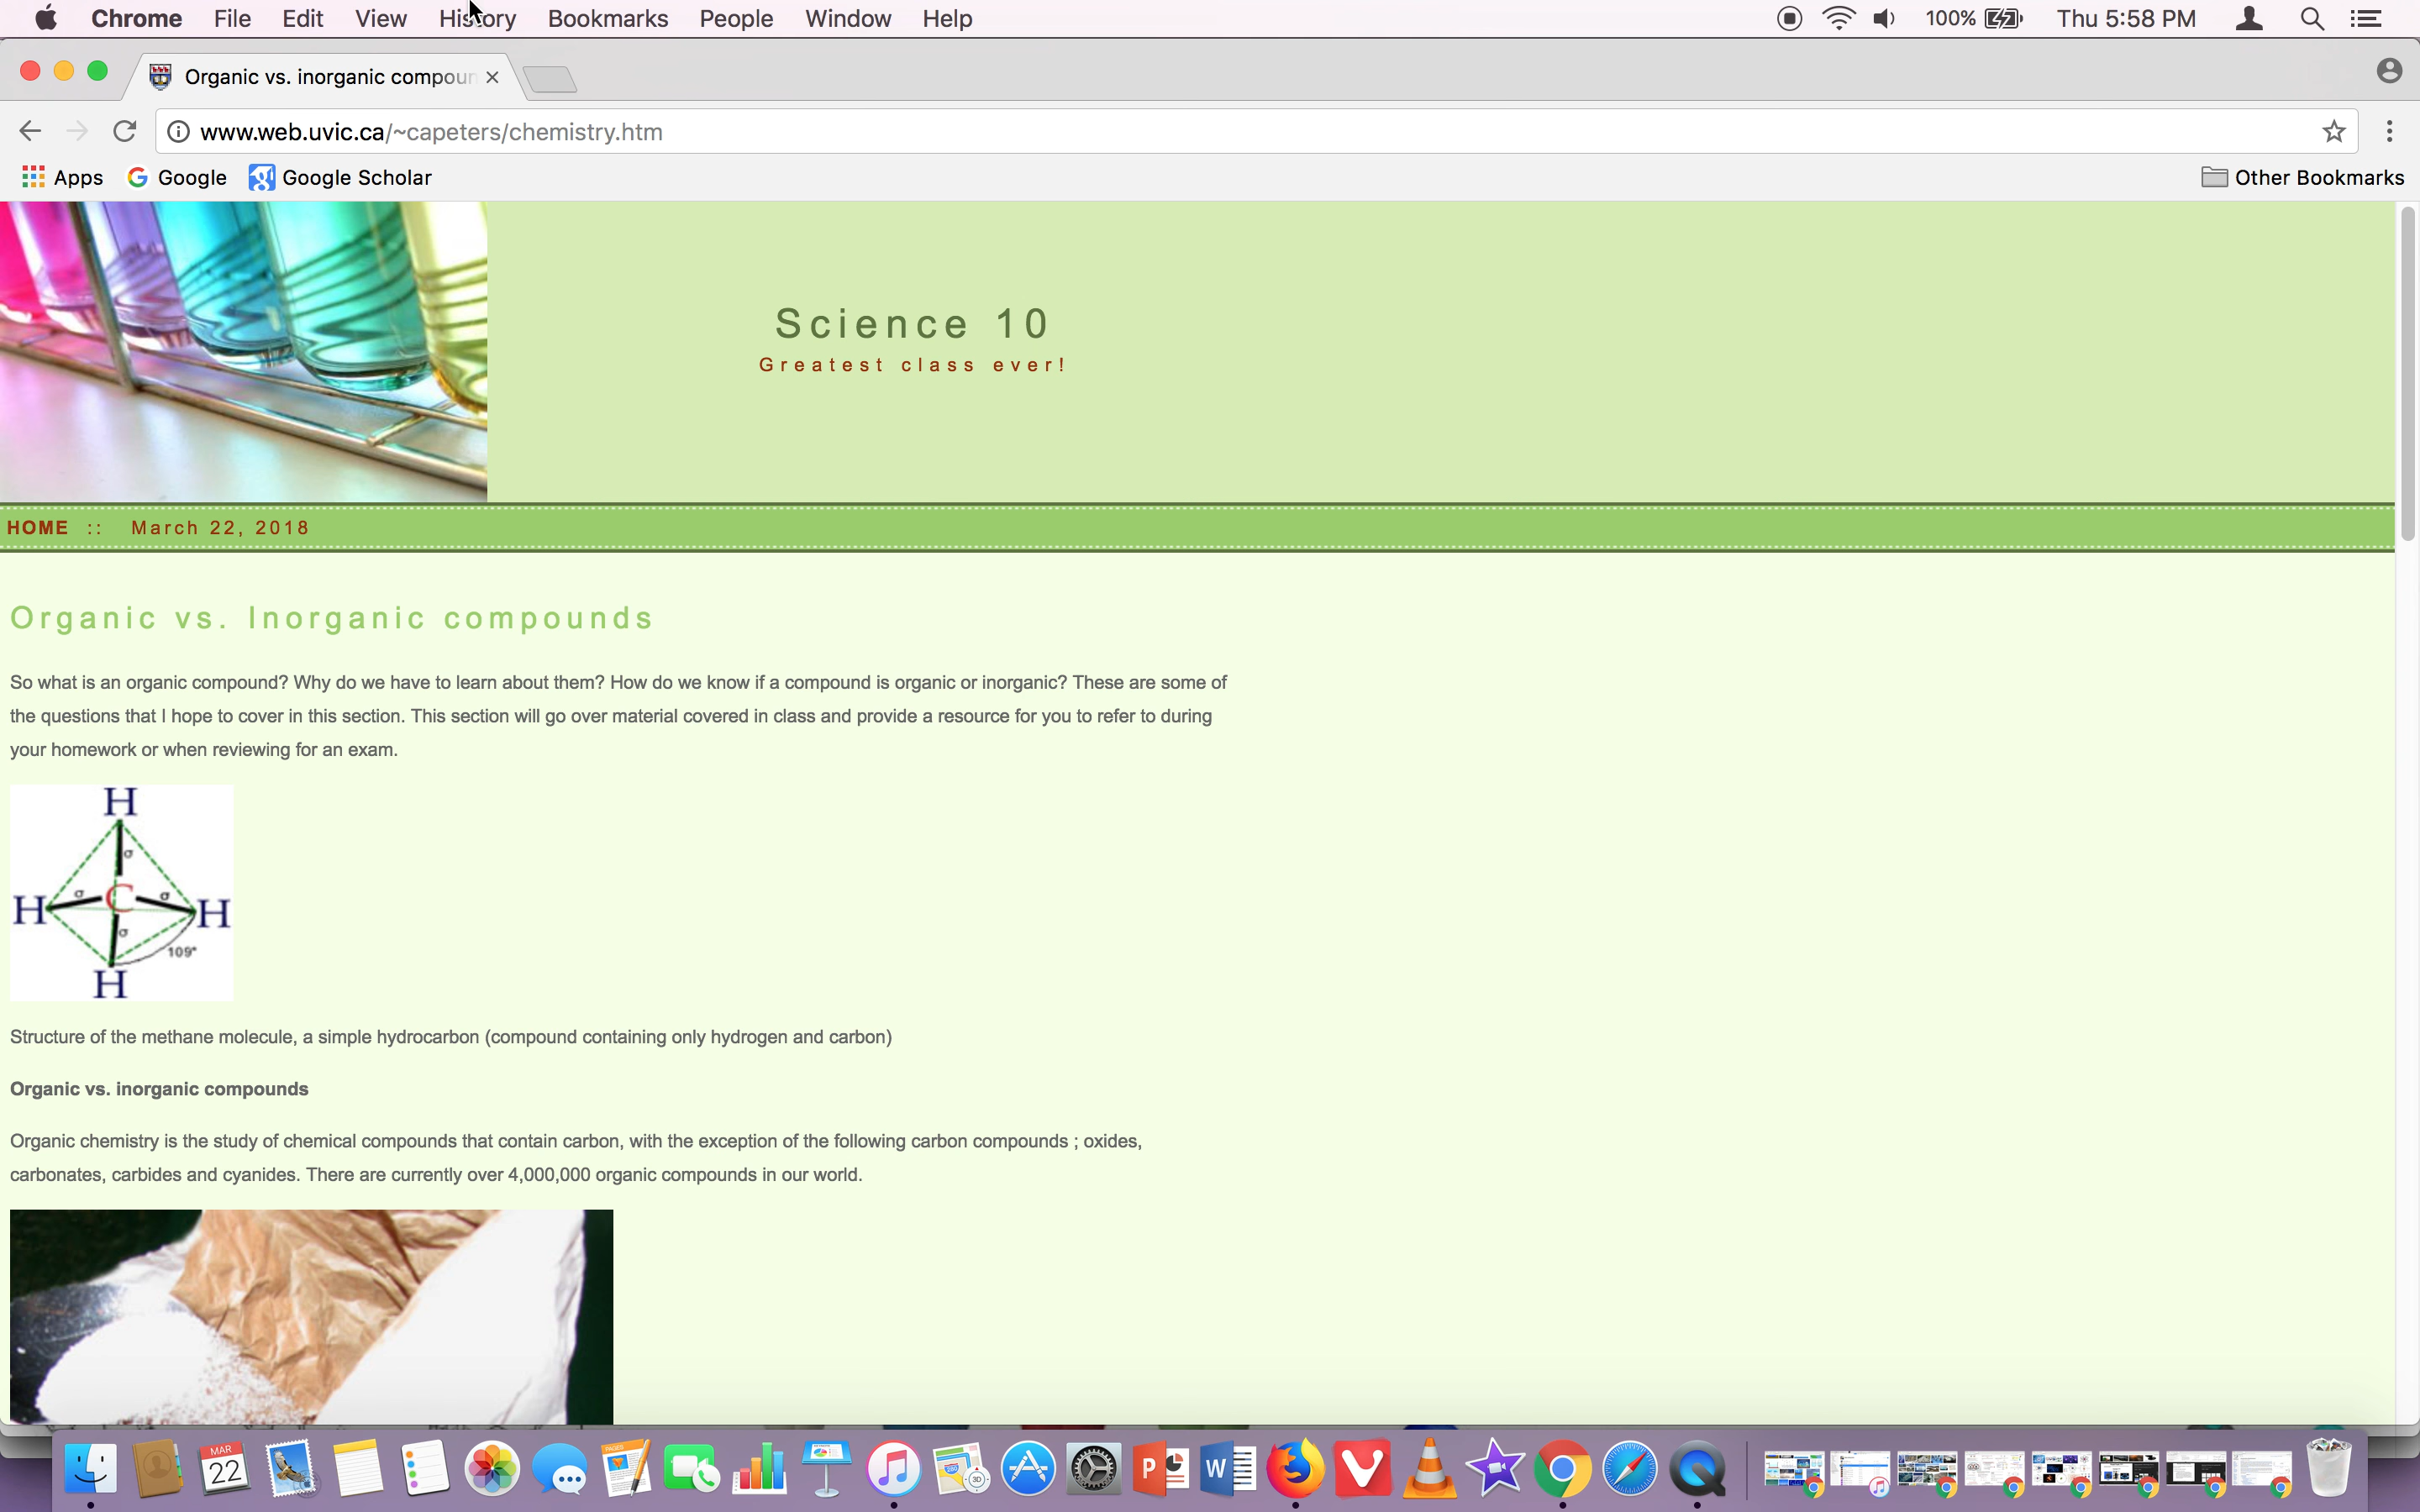 Chrome File Edit View History Bookmarks People Window Help 100% Thu 5:58 PM
Organic vs. inorganic compoun
www.web.uvic.ca/~capeters/chemistry.htm
Apps Google Google Scholar Other Bookmarks
Science 10
Greatest class ever!
HOME :: March 22, 2018
Organic vs. Inorganic compounds
So what is an organic compound? Why do we have to learn about them? How do we know if a compound is organic or inorganic? These are some of
the questions that I hope to cover in this section. This section will go over material covered in class and provide a resource for you to refer to during
your homework or when reviewing for an exam.
H
σ
H σ C σ H
σ
109°
H
Structure of the methane molecule, a simple hydrocarbon (compound containing only hydrogen and carbon)
Organic vs. inorganic compounds
Organic chemistry is the study of chemical compounds that contain carbon, with the exception of the following carbon compounds ; oxides,
carbonates, carbides and cyanides. There are currently over 4,000,000 organic compounds in our world.
MAR
22
PAGES
3D
P
W